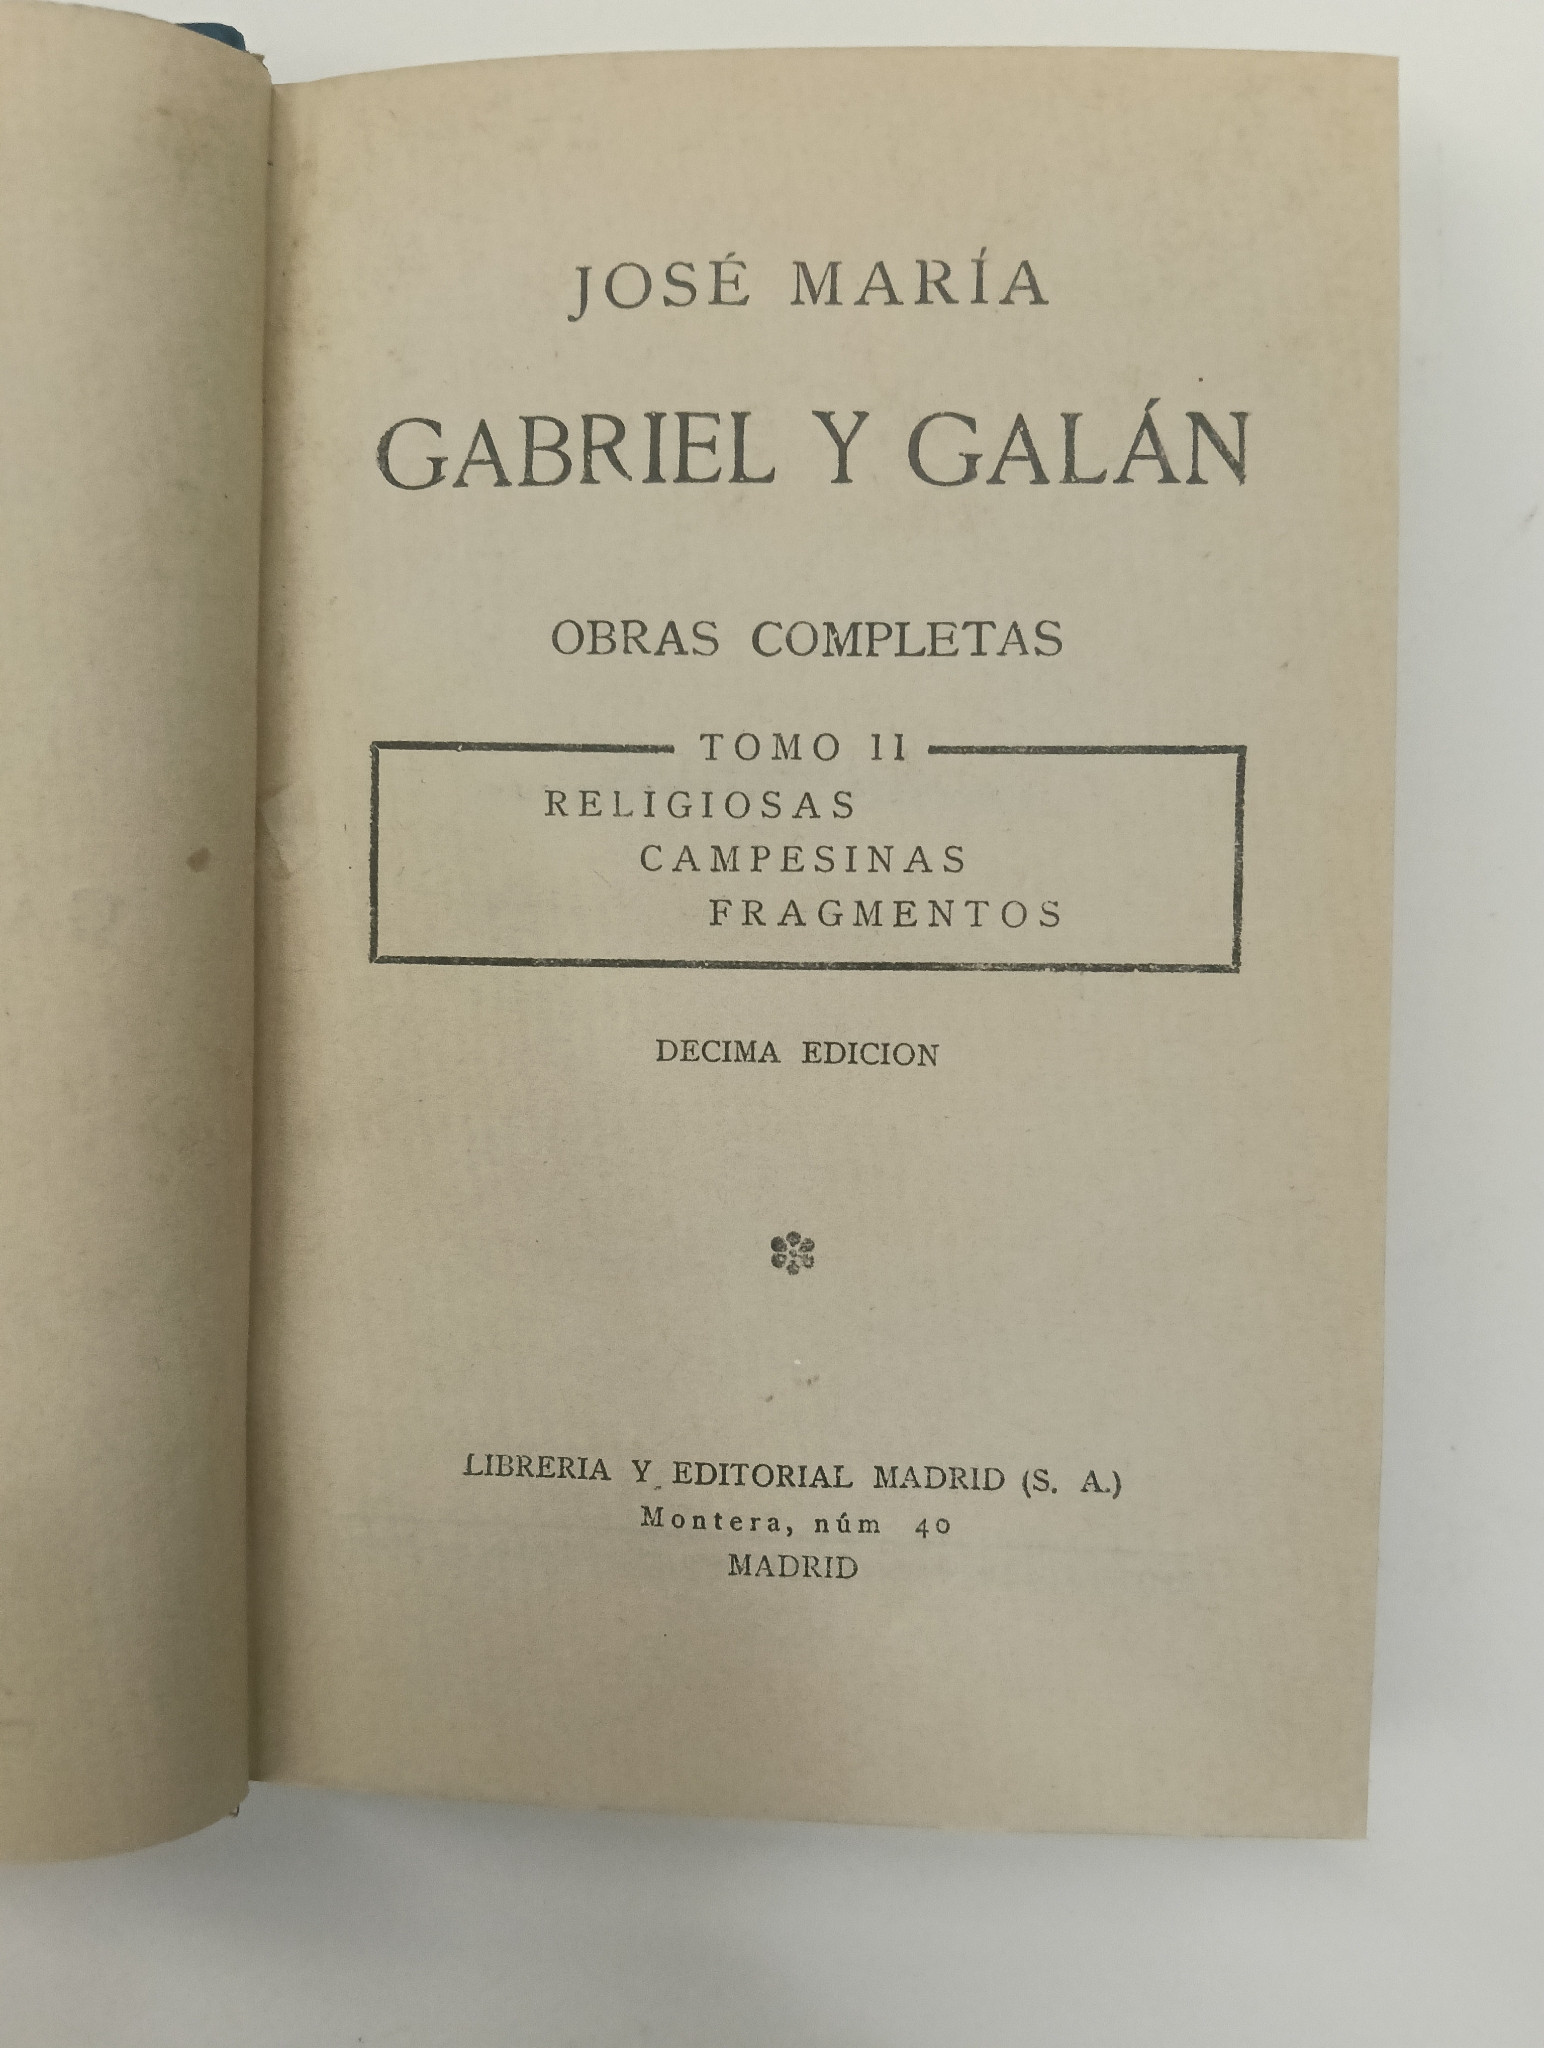 JOSÉ MARÍA
GABRIEL Y GALÁN
OBRAS COMPLETAS
TOMO II
RELIGIOSAS
CAMPESINAS
FRAGMENTOS
DECIMA EDICION
LIBRERIA Y EDITORIAL MADRID (S. A.)
Montera, núm 40
MADRID